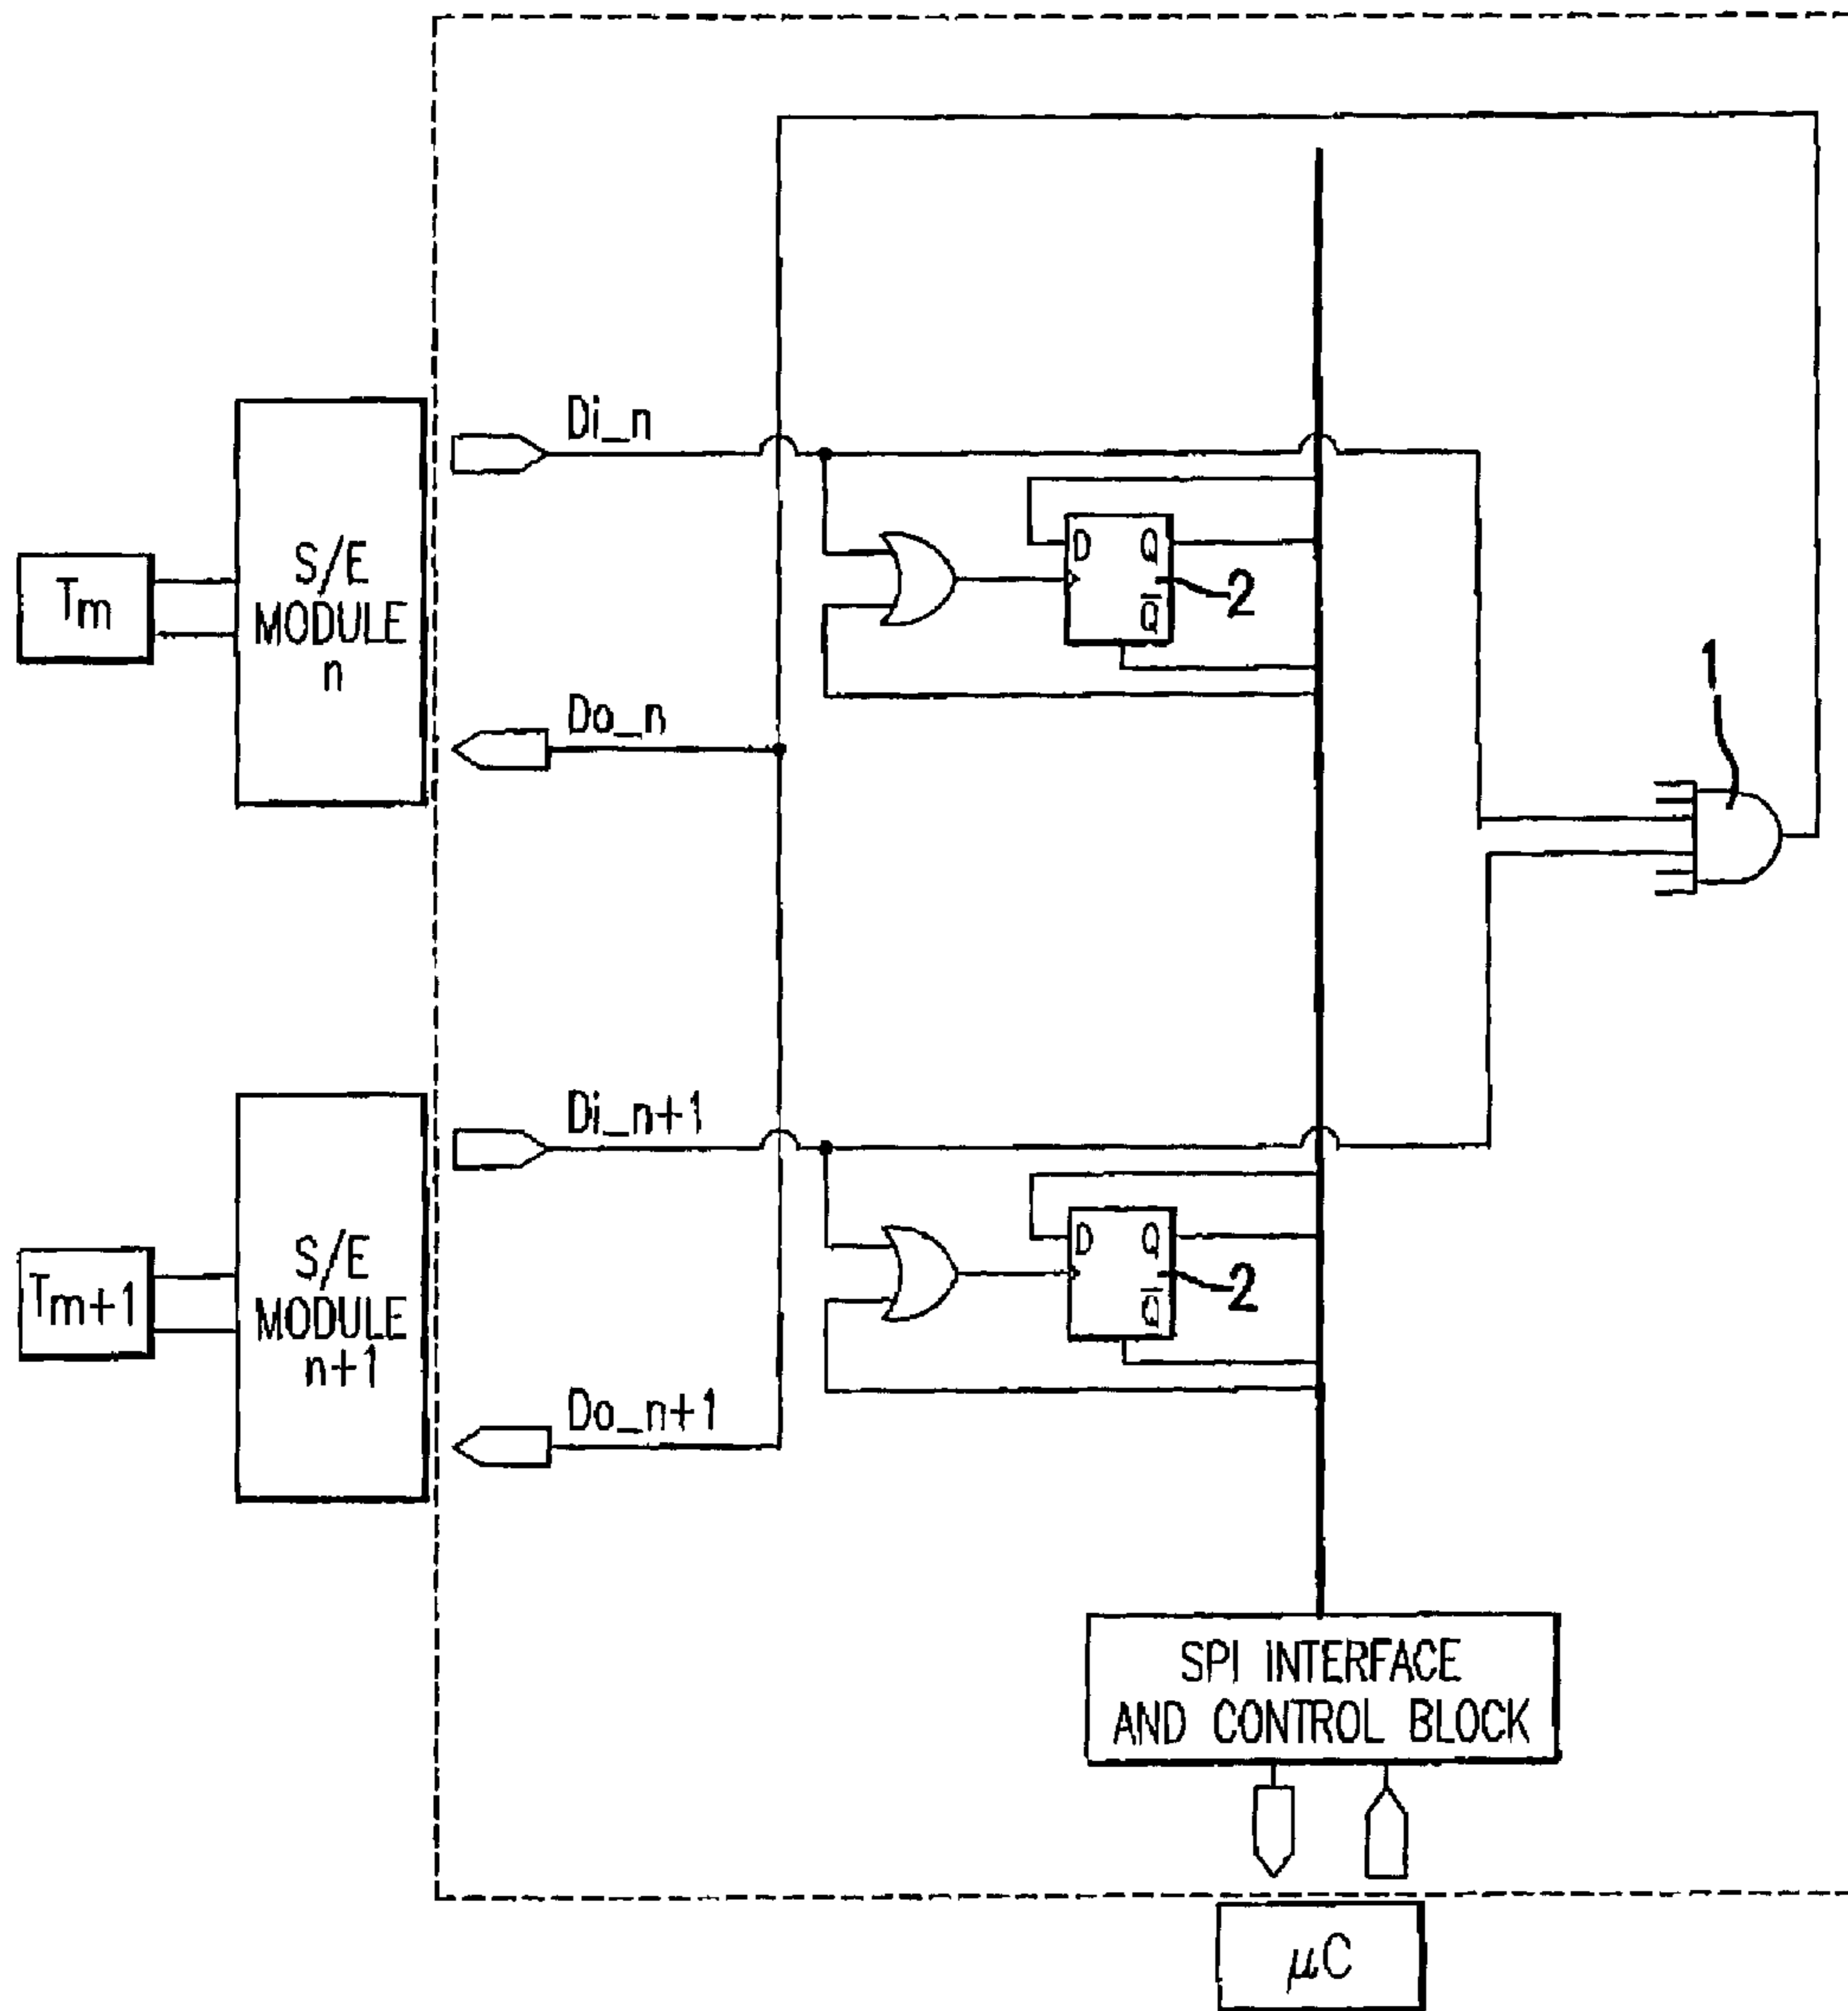 Di_n
S/E
MODULE
n
Tm
D Q
Q̅
2
Do_n
1
Di_n+1
S/E
MODULE
n+1
Tm+1
D Q
Q̅
2
Do_n+1
SPI INTERFACE
AND CONTROL BLOCK
μC